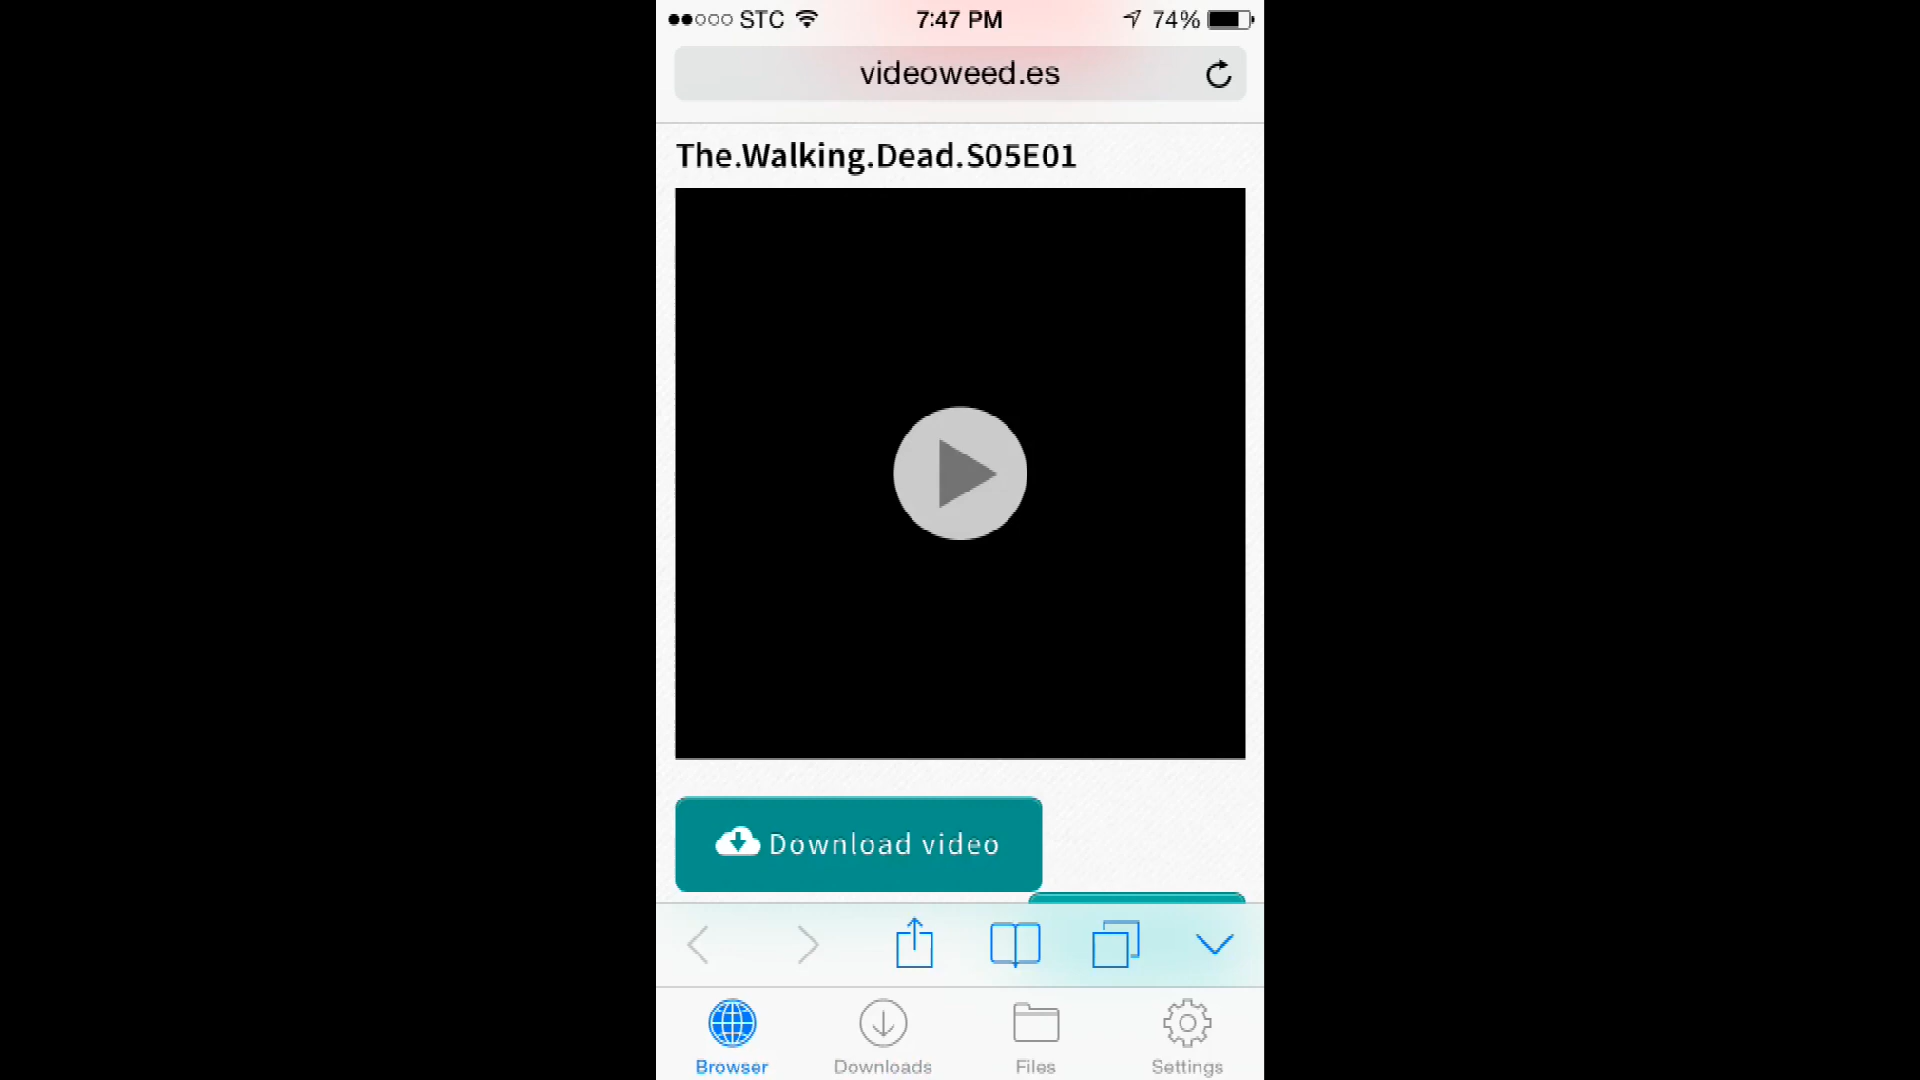 STC 7:47 PM 74%
videoweed.es
The.Walking.Dead.S05E01
Download video
Browser Downloads Files Settings